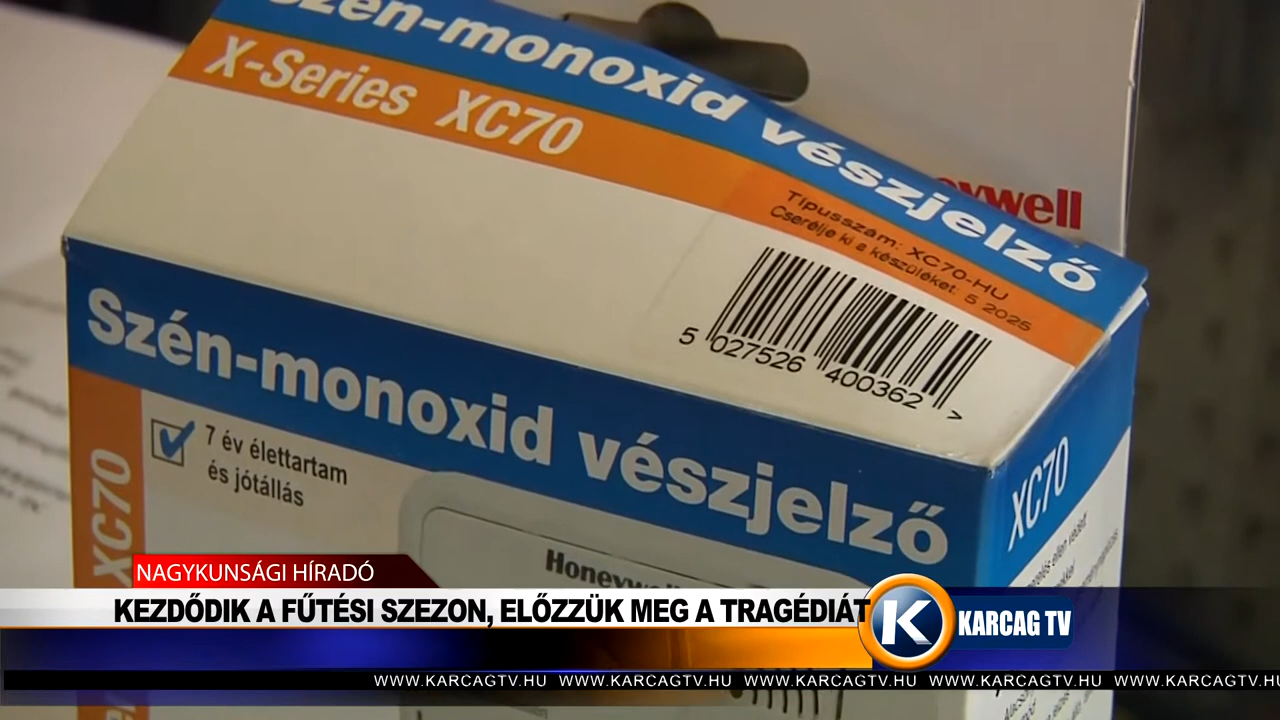 Szén-monoxid vészjelző
X-Series XC70
Honeywell
Típusszám: XC70-HU
Cserélje ki a készüléket: 5 2025
5 027526 400362 >
Szén-monoxid vészjelző
7 év élettartam
és jótállás
XC70
XC70
Honeywell
NAGYKUNSÁGI HÍRADÓ
KEZDŐDIK A FŰTÉSI SZEZON, ELŐZZÜK MEG A TRAGÉDIÁT
K KARCAG TV
WWW.KARCAGTV.HU WWW.KARCAGTV.HU WWW.KARCAGTV.HU WWW.KARCAGTV.HU WWW.KARCAGTV.HU